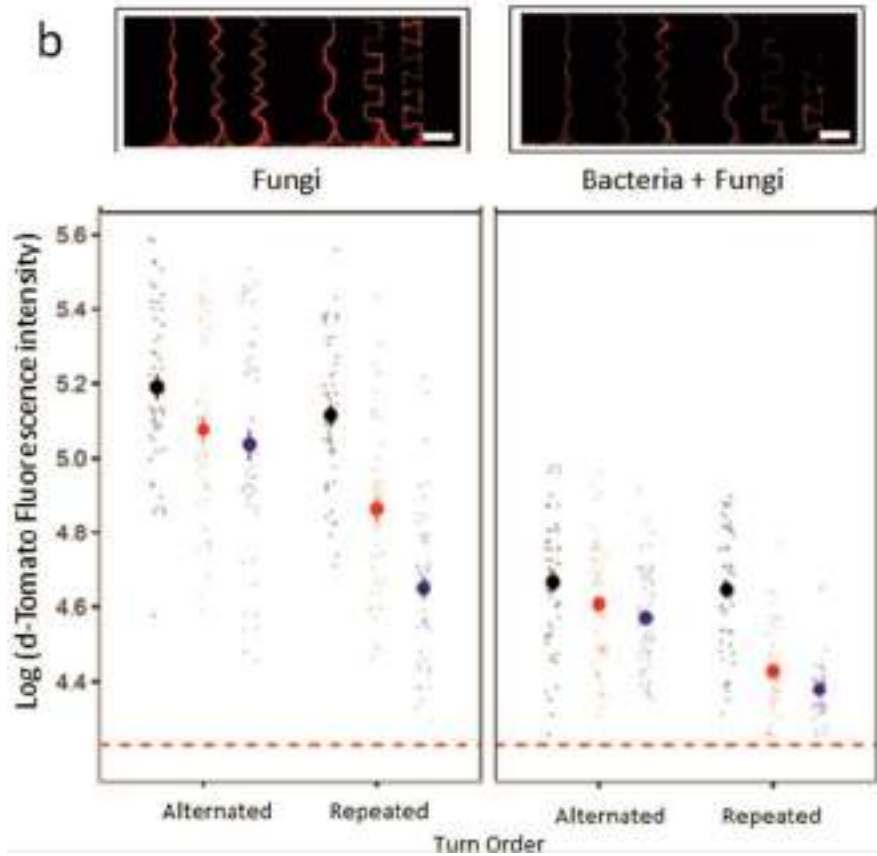 b
Fungi
Bacteria + Fungi
Log (d-Tomato Fluorescence intensity)
5.6
5.4
5.2
5.0
4.8
4.6
4.4
Alternated
Repeated
Alternated
Repeated
Turn Order